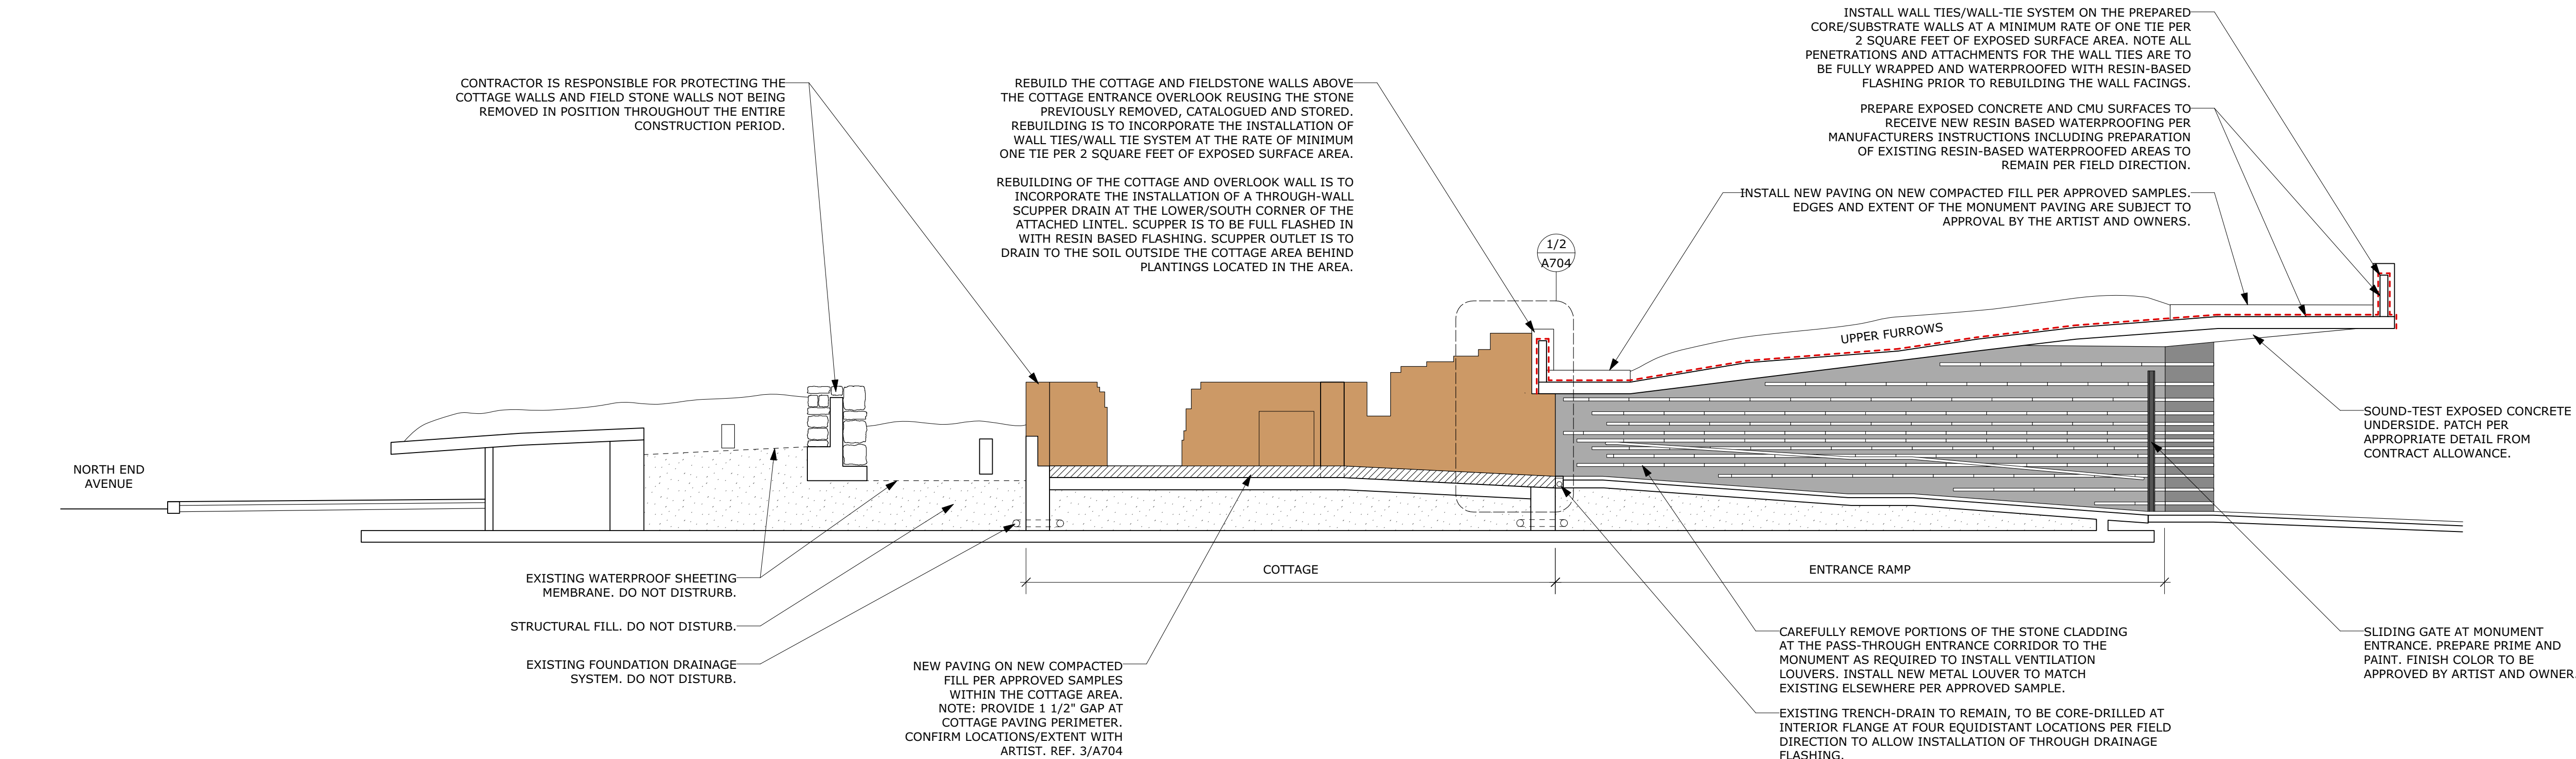 INSTALL WALL TIES/WALL-TIE SYSTEM ON THE PREPARED
CORE/SUBSTRATE WALLS AT A MINIMUM RATE OF ONE TIE PER
2 SQUARE FEET OF EXPOSED SURFACE AREA. NOTE ALL
PENETRATIONS AND ATTACHMENTS FOR THE WALL TIES ARE TO
BE FULLY WRAPPED AND WATERPROOFED WITH RESIN-BASED
FLASHING PRIOR TO REBUILDING THE WALL FACINGS.
CONTRACTOR IS RESPONSIBLE FOR PROTECTING THE
COTTAGE WALLS AND FIELD STONE WALLS NOT BEING
REMOVED IN POSITION THROUGHOUT THE ENTIRE
CONSTRUCTION PERIOD.
REBUILD THE COTTAGE AND FIELDSTONE WALLS ABOVE
THE COTTAGE ENTRANCE OVERLOOK REUSING THE STONE
PREVIOUSLY REMOVED, CATALOGUED AND STORED.
REBUILDING IS TO INCORPORATE THE INSTALLATION OF
WALL TIES/WALL TIE SYSTEM AT THE RATE OF MINIMUM
ONE TIE PER 2 SQUARE FEET OF EXPOSED SURFACE AREA.
REBUILDING OF THE COTTAGE AND OVERLOOK WALL IS TO
INCORPORATE THE INSTALLATION OF A THROUGH-WALL
SCUPPER DRAIN AT THE LOWER/SOUTH CORNER OF THE
ATTACHED LINTEL. SCUPPER IS TO BE FULL FLASHED IN
WITH RESIN BASED FLASHING. SCUPPER OUTLET IS TO
DRAIN TO THE SOIL OUTSIDE THE COTTAGE AREA BEHIND
PLANTINGS LOCATED IN THE AREA.
PREPARE EXPOSED CONCRETE AND CMU SURFACES TO
RECEIVE NEW RESIN BASED WATERPROOFING PER
MANUFACTURERS INSTRUCTIONS INCLUDING PREPARATION
OF EXISTING RESIN-BASED WATERPROOFED AREAS TO
REMAIN PER FIELD DIRECTION.
INSTALL NEW PAVING ON NEW COMPACTED FILL PER APPROVED SAMPLES.
EDGES AND EXTENT OF THE MONUMENT PAVING ARE SUBJECT TO
APPROVAL BY THE ARTIST AND OWNERS.
1/2
A704
UPPER FURROWS
SOUND-TEST EXPOSED CONCRETE
UNDERSIDE. PATCH PER
APPROPRIATE DETAIL FROM
CONTRACT ALLOWANCE.
NORTH END
AVENUE
COTTAGE
ENTRANCE RAMP
EXISTING WATERPROOF SHEETING
MEMBRANE. DO NOT DISTRURB.
STRUCTURAL FILL. DO NOT DISTURB.
EXISTING FOUNDATION DRAINAGE
SYSTEM. DO NOT DISTURB.
NEW PAVING ON NEW COMPACTED
FILL PER APPROVED SAMPLES
WITHIN THE COTTAGE AREA.
NOTE: PROVIDE 1 1/2" GAP AT
COTTAGE PAVING PERIMETER.
CONFIRM LOCATIONS/EXTENT WITH
ARTIST. REF. 3/A704
CAREFULLY REMOVE PORTIONS OF THE STONE CLADDING
AT THE PASS-THROUGH ENTRANCE CORRIDOR TO THE
MONUMENT AS REQUIRED TO INSTALL VENTILATION
LOUVERS. INSTALL NEW METAL LOUVER TO MATCH
EXISTING ELSEWHERE PER APPROVED SAMPLE.
EXISTING TRENCH-DRAIN TO REMAIN, TO BE CORE-DRILLED AT
INTERIOR FLANGE AT FOUR EQUIDISTANT LOCATIONS PER FIELD
DIRECTION TO ALLOW INSTALLATION OF THROUGH DRAINAGE
FLASHING.
SLIDING GATE AT MONUMENT
ENTRANCE. PREPARE PRIME AND
PAINT. FINISH COLOR TO BE
APPROVED BY ARTIST AND OWNER.